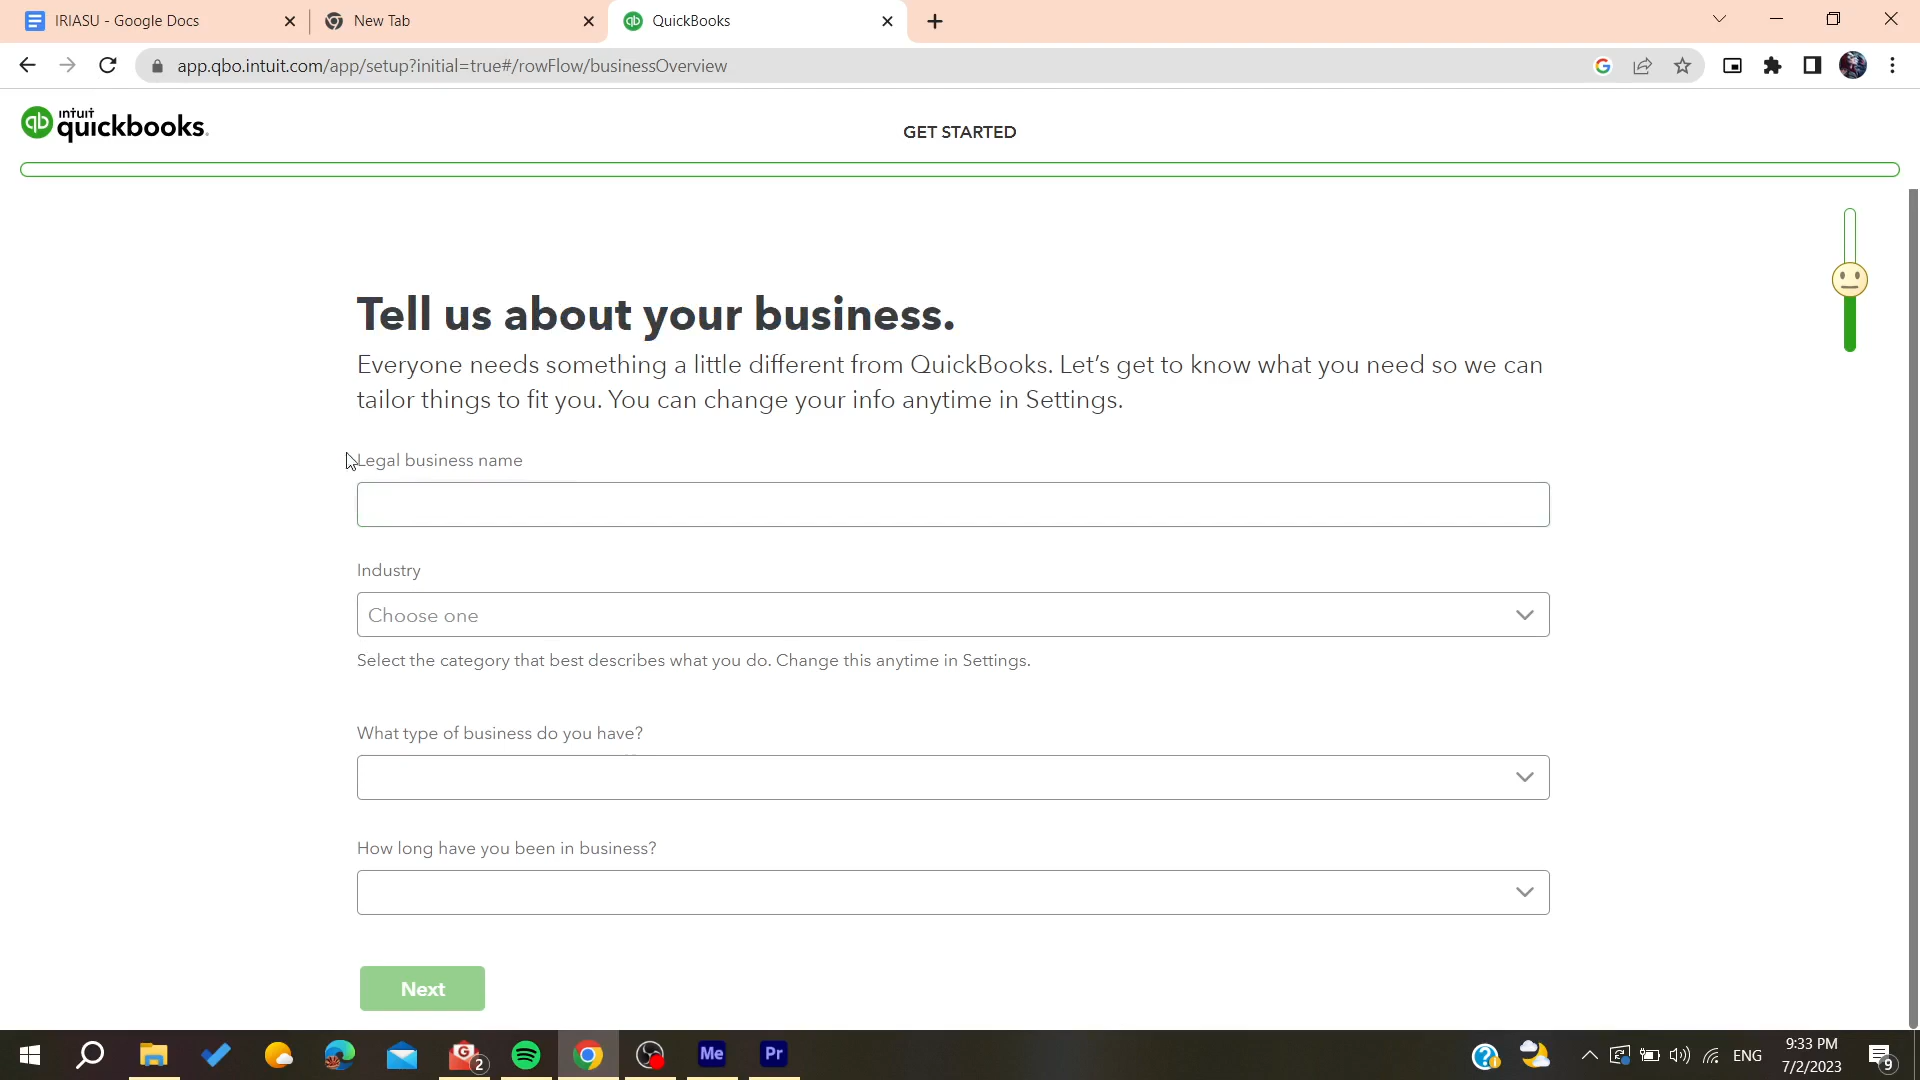 IRIASU - Google Docs
New Tab
QuickBooks
app.qbo.intuit.com/app/setup?initial=true#/rowFlow/businessOverview
intuit
quickbooks.
GET STARTED
Tell us about your business.
Everyone needs something a little different from QuickBooks. Let’s get to know what you need so we can
tailor things to fit you. You can change your info anytime in Settings.
Legal business name
Industry
Choose one
Select the category that best describes what you do. Change this anytime in Settings.
What type of business do you have?
How long have you been in business?
Next
2
Me
Pr
ENG
9:33 PM
7/2/2023
9